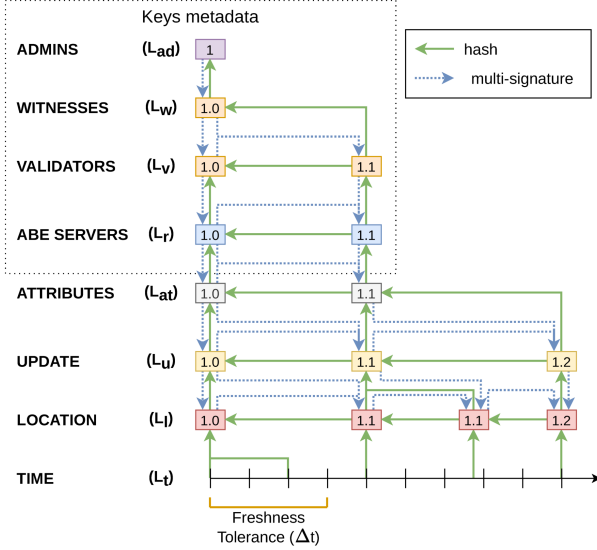 Keys metadata
ADMINS (Lad) 1
hash
multi-signature
WITNESSES (Lw) 1.0
VALIDATORS (Lv) 1.0 1.1
ABE SERVERS (Lr) 1.0 1.1
ATTRIBUTES (Lat) 1.0 1.1
UPDATE (Lu) 1.0 1.1 1.2
LOCATION (Ll) 1.0 1.1 1.1 1.2
TIME (Lt)
Freshness
Tolerance (Δt)